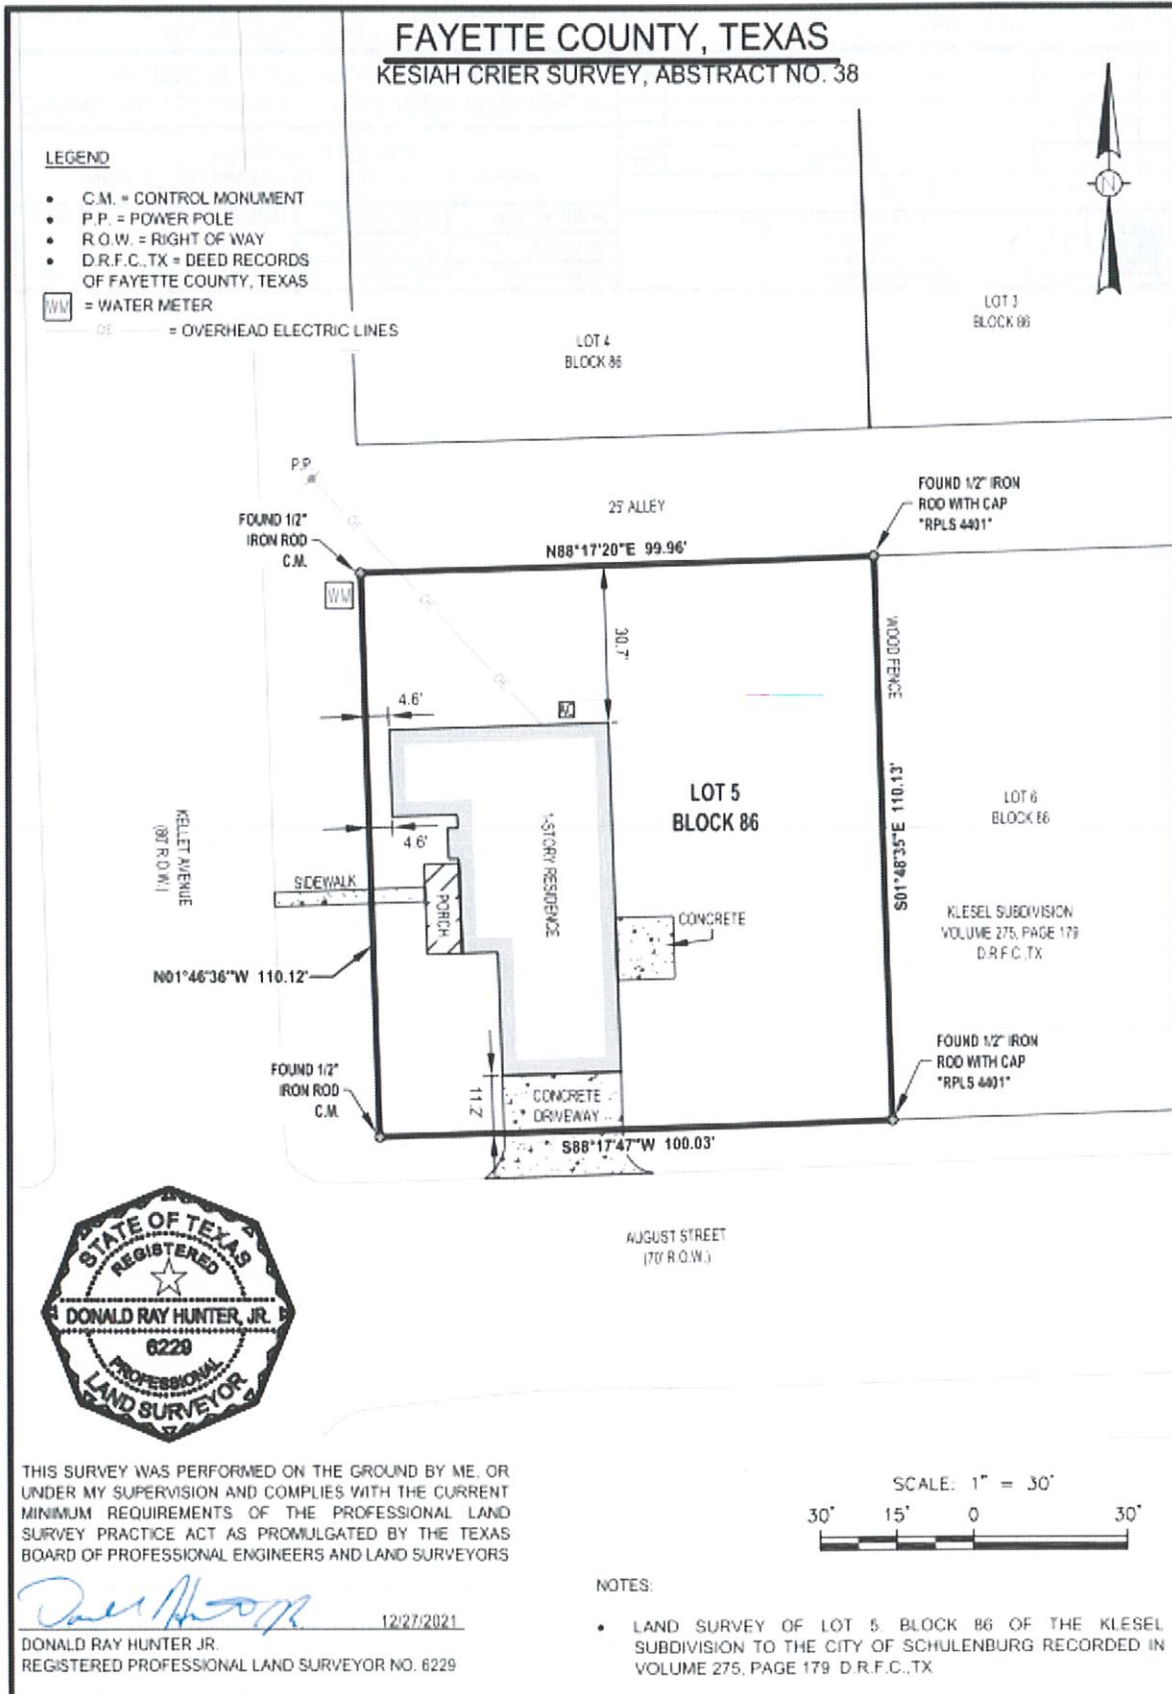 FAYETTE COUNTY, TEXAS
KESIAH CRIER SURVEY, ABSTRACT NO. 38
LEGEND
• C.M. = CONTROL MONUMENT
• P.P. = POWER POLE
• R.O.W. = RIGHT OF WAY
• D.R.F.C.,TX = DEED RECORDS
OF FAYETTE COUNTY, TEXAS
WM = WATER METER
OE = OVERHEAD ELECTRIC LINES
N
LOT 3
BLOCK 86
LOT 4
BLOCK 86
P.P.
25' ALLEY
FOUND 1/2" IRON
ROD WITH CAP
"RPLS 4401"
FOUND 1/2"
IRON ROD
C.M.
N88°17'20"E 99.96'
OE
WM
OE
30.7'
WOOD FENCE
OE
4.6'
AC
LOT 5
BLOCK 86
S01°48'35"E 110.13'
LOT 6
BLOCK 86
KELLET AVENUE
(80' R.O.W.)
4.6'
1-STORY RESIDENCE
SIDEWALK
PORCH
CONCRETE
KLESEL SUBDIVISION
VOLUME 275, PAGE 179
D.R.F.C.,TX
N01°46'36"W 110.12'
FOUND 1/2" IRON
ROD WITH CAP
"RPLS 4401"
FOUND 1/2"
IRON ROD
C.M.
11.2'
CONCRETE
DRIVEWAY
S88°17'47"W 100.03'
AUGUST STREET
(70' R.O.W.)
STATE OF TEXAS
REGISTERED
DONALD RAY HUNTER, JR.
6229
PROFESSIONAL
LAND SURVEYOR
THIS SURVEY WAS PERFORMED ON THE GROUND BY ME, OR
UNDER MY SUPERVISION AND COMPLIES WITH THE CURRENT
MINIMUM REQUIREMENTS OF THE PROFESSIONAL LAND
SURVEY PRACTICE ACT AS PROMULGATED BY THE TEXAS
BOARD OF PROFESSIONAL ENGINEERS AND LAND SURVEYORS
12/27/2021
DONALD RAY HUNTER JR.
REGISTERED PROFESSIONAL LAND SURVEYOR NO. 6229
SCALE: 1" = 30'
30' 15' 0 30'
NOTES:
• LAND SURVEY OF LOT 5, BLOCK 86 OF THE KLESEL
SUBDIVISION TO THE CITY OF SCHULENBURG RECORDED IN
VOLUME 275, PAGE 179 D.R.F.C.,TX